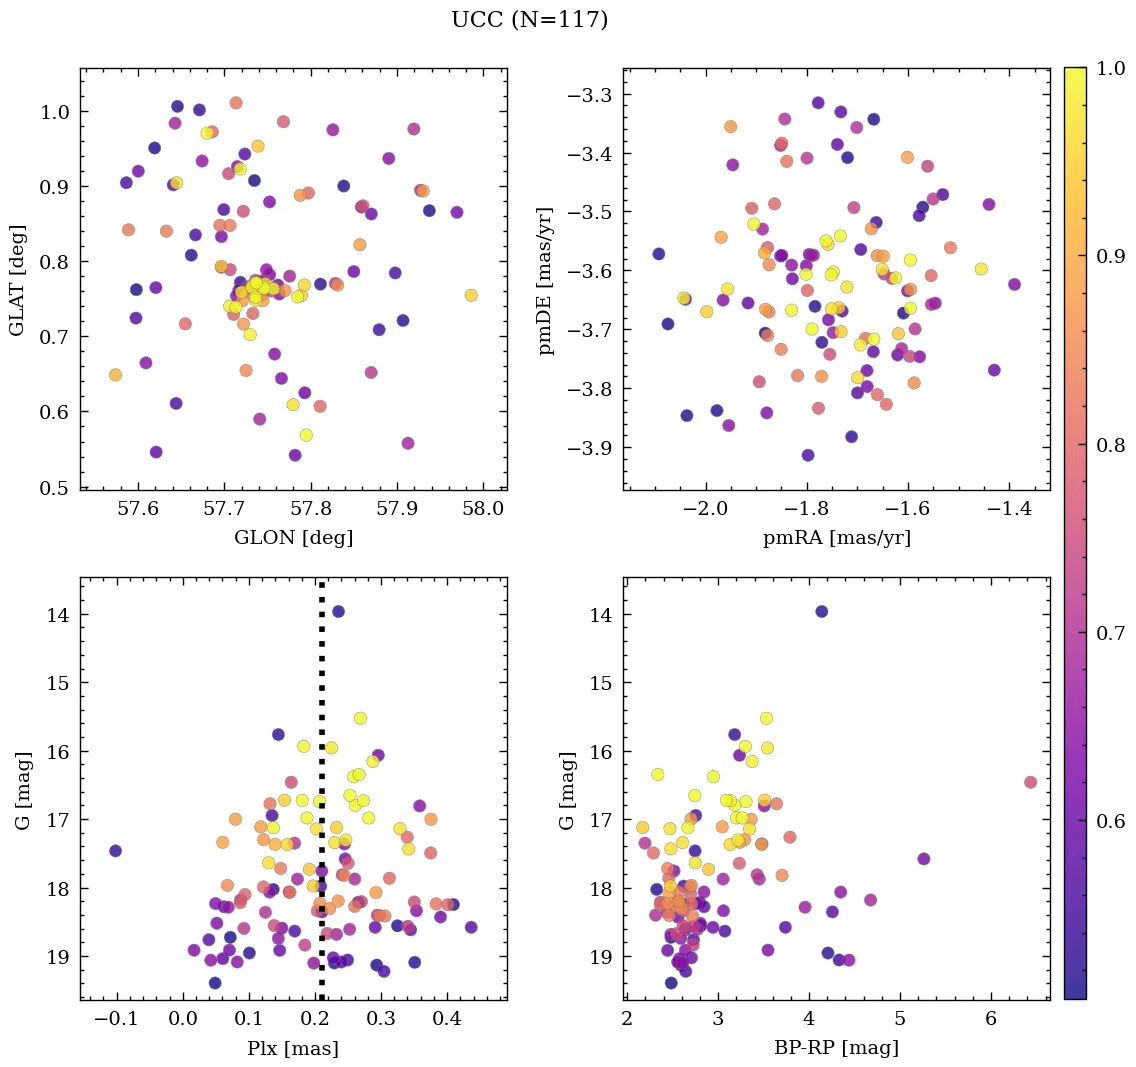 UCC (N=117)
1.0
0.9
0.8
0.7
0.6
0.5
GLAT [deg]
57.6 57.7 57.8 57.9 58.0
GLON [deg]
−3.3
−3.4
−3.5
−3.6
−3.7
−3.8
−3.9
pmDE [mas/yr]
−2.0 −1.8 −1.6 −1.4
pmRA [mas/yr]
14
15
16
17
18
19
G [mag]
−0.1 0.0 0.1 0.2 0.3 0.4
Plx [mas]
14
15
16
17
18
19
G [mag]
2 3 4 5 6
BP-RP [mag]
1.0
0.9
0.8
0.7
0.6